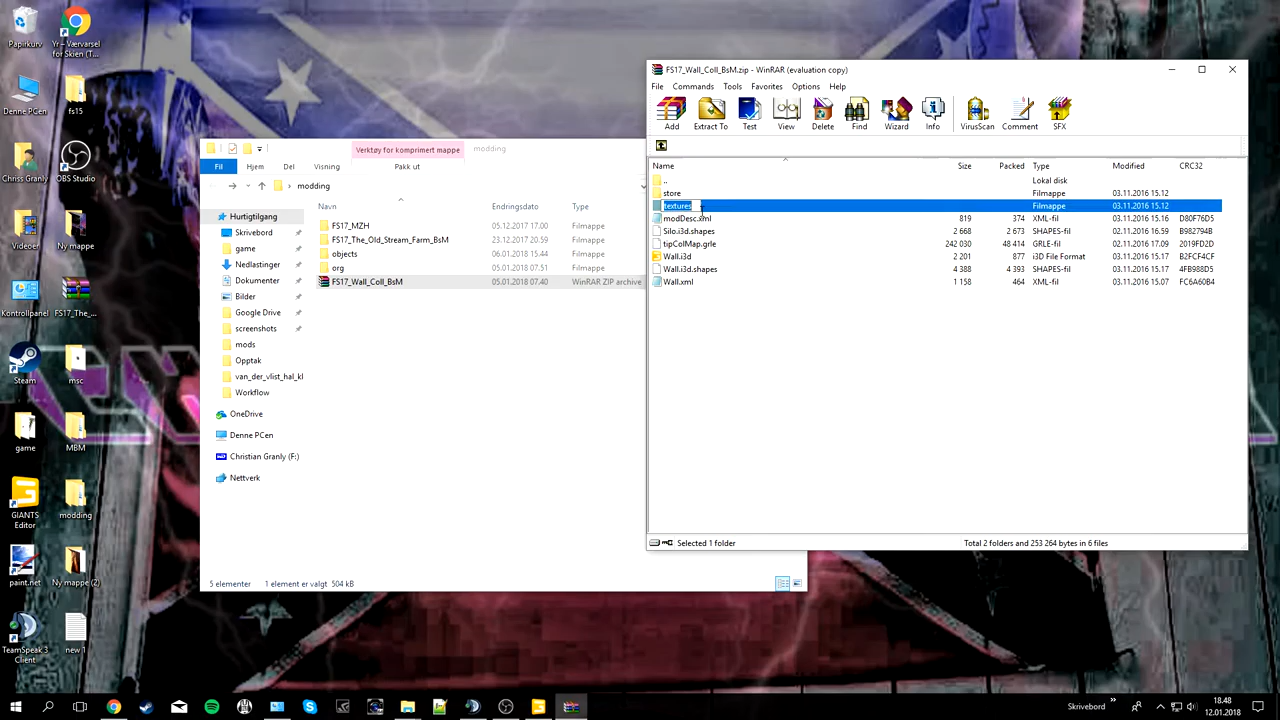 Papirkurv
Yr – Værvarsel
for Skien (T...
Denne PCen
fs15
Chriss Granly
OBS Studio
Videoer
Ny mappe
Kontrollpanel
FS17_The_...
Steam
msc
game
MBM
GIANTS
Editor
modding
paint.net
Ny mappe (2)
TeamSpeak 3
Client
new 1
Verktøy for komprimert mappe
modding
Fil
Hjem
Del
Visning
Pakk ut
modding
Navn
Endringsdato
Type
Hurtigtilgang
Skrivebord
game
Nedlastinger
Dokumenter
Bilder
Google Drive
screenshots
mods
Opptak
van_der_vlist_hal_kl
Workflow
OneDrive
Denne PCen
Christian Granly (F:)
Nettverk
FS17_MZH 05.12.2017 17.00 Filmappe
FS17_The_Old_Stream_Farm_BsM 23.12.2017 20.59 Filmappe
objects 06.01.2018 15.44 Filmappe
org 05.01.2018 07.51 Filmappe
FS17_Wall_Coll_BsM 05.01.2018 07.40 WinRAR ZIP archive
5 elementer 1 element er valgt 504 kB
FS17_Wall_Coll_BsM.zip - WinRAR (evaluation copy)
File Commands Tools Favorites Options Help
Add Extract To Test View Delete Find Wizard Info VirusScan Comment SFX
Name Size Packed Type Modified CRC32
.. Lokal disk
store Filmappe 03.11.2016 15.12
textures Filmappe 03.11.2016 15.12
modDesc.xml 819 374 XML-fil 03.11.2016 15.16 D80F76D5
Silo.i3d.shapes 2 668 2 673 SHAPES-fil 02.11.2016 16.59 B982794B
tipColMap.grle 242 030 48 414 GRLE-fil 02.11.2016 17.09 2019FD2D
Wall.i3d 2 201 877 i3D File Format 03.11.2016 15.12 B2FCF4CF
Wall.i3d.shapes 4 388 4 393 SHAPES-fil 03.11.2016 15.12 4FB988D5
Wall.xml 1 158 464 XML-fil 03.11.2016 15.07 FC6A60B4
Selected 1 folder
Total 2 folders and 253 264 bytes in 6 files
Skrivebord
18.48
12.01.2018